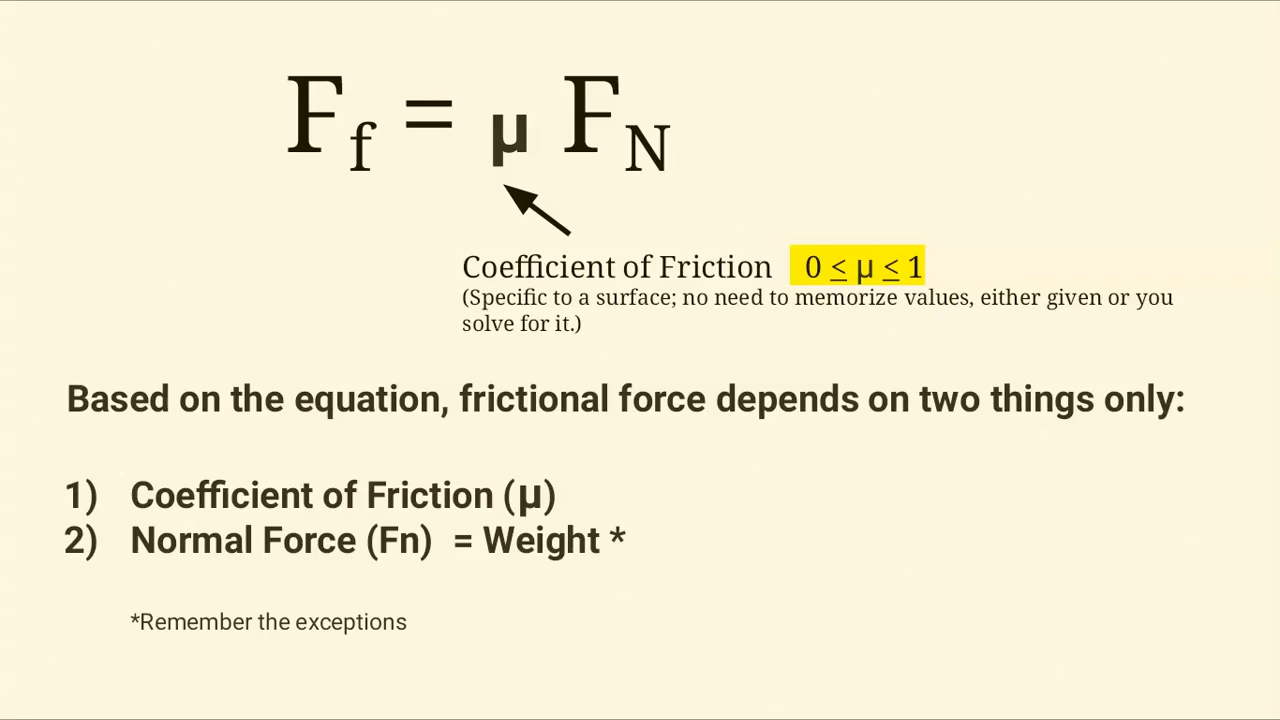 Ff = μ FN
Coefficient of Friction 0 ≤ μ ≤ 1
(Specific to a surface; no need to memorize values, either given or you
solve for it.)
Based on the equation, frictional force depends on two things only:
1) Coefficient of Friction (μ)
2) Normal Force (Fn) = Weight *
*Remember the exceptions